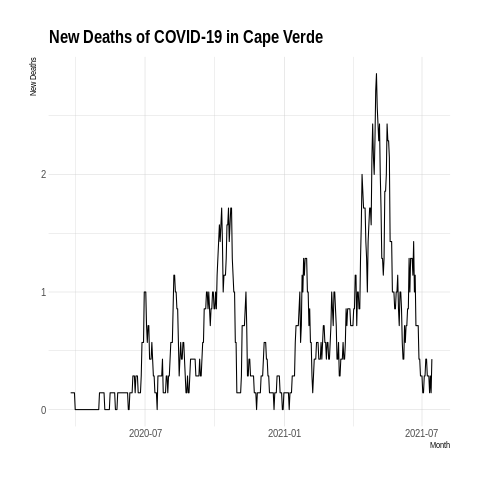 New Deaths of COVID-19 in Cape Verde
New Deaths
2
1
0
2020-07
2021-01
2021-07
Month